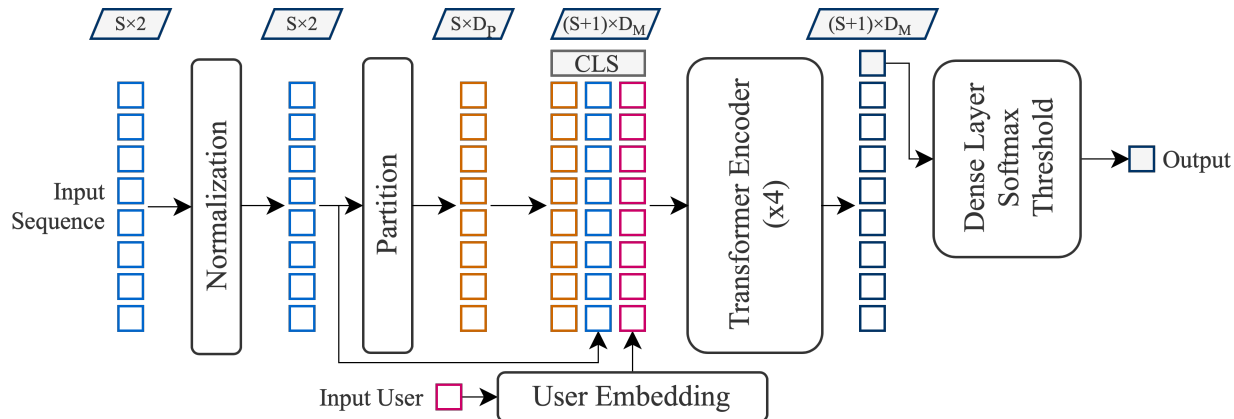 S×2
S×2
S×D_P
(S+1)×D_M
(S+1)×D_M
CLS
Input
Sequence
Normalization
Partition
Transformer Encoder
(x4)
Dense Layer
Softmax
Threshold
Output
Input User
User Embedding